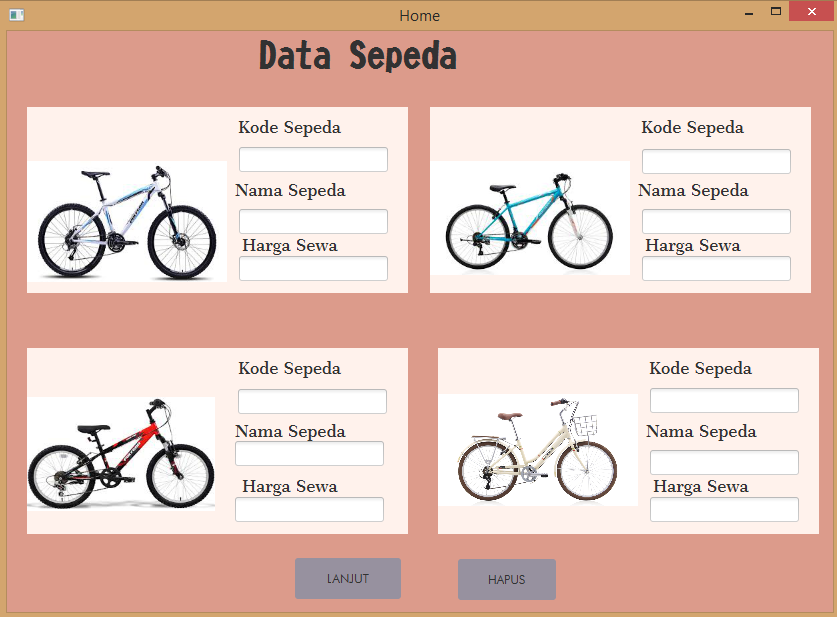 Home
Data Sepeda
Kode Sepeda
Nama Sepeda
Harga Sewa
Kode Sepeda
Nama Sepeda
Harga Sewa
Kode Sepeda
Nama Sepeda
Harga Sewa
Kode Sepeda
Nama Sepeda
Harga Sewa
LANJUT
HAPUS